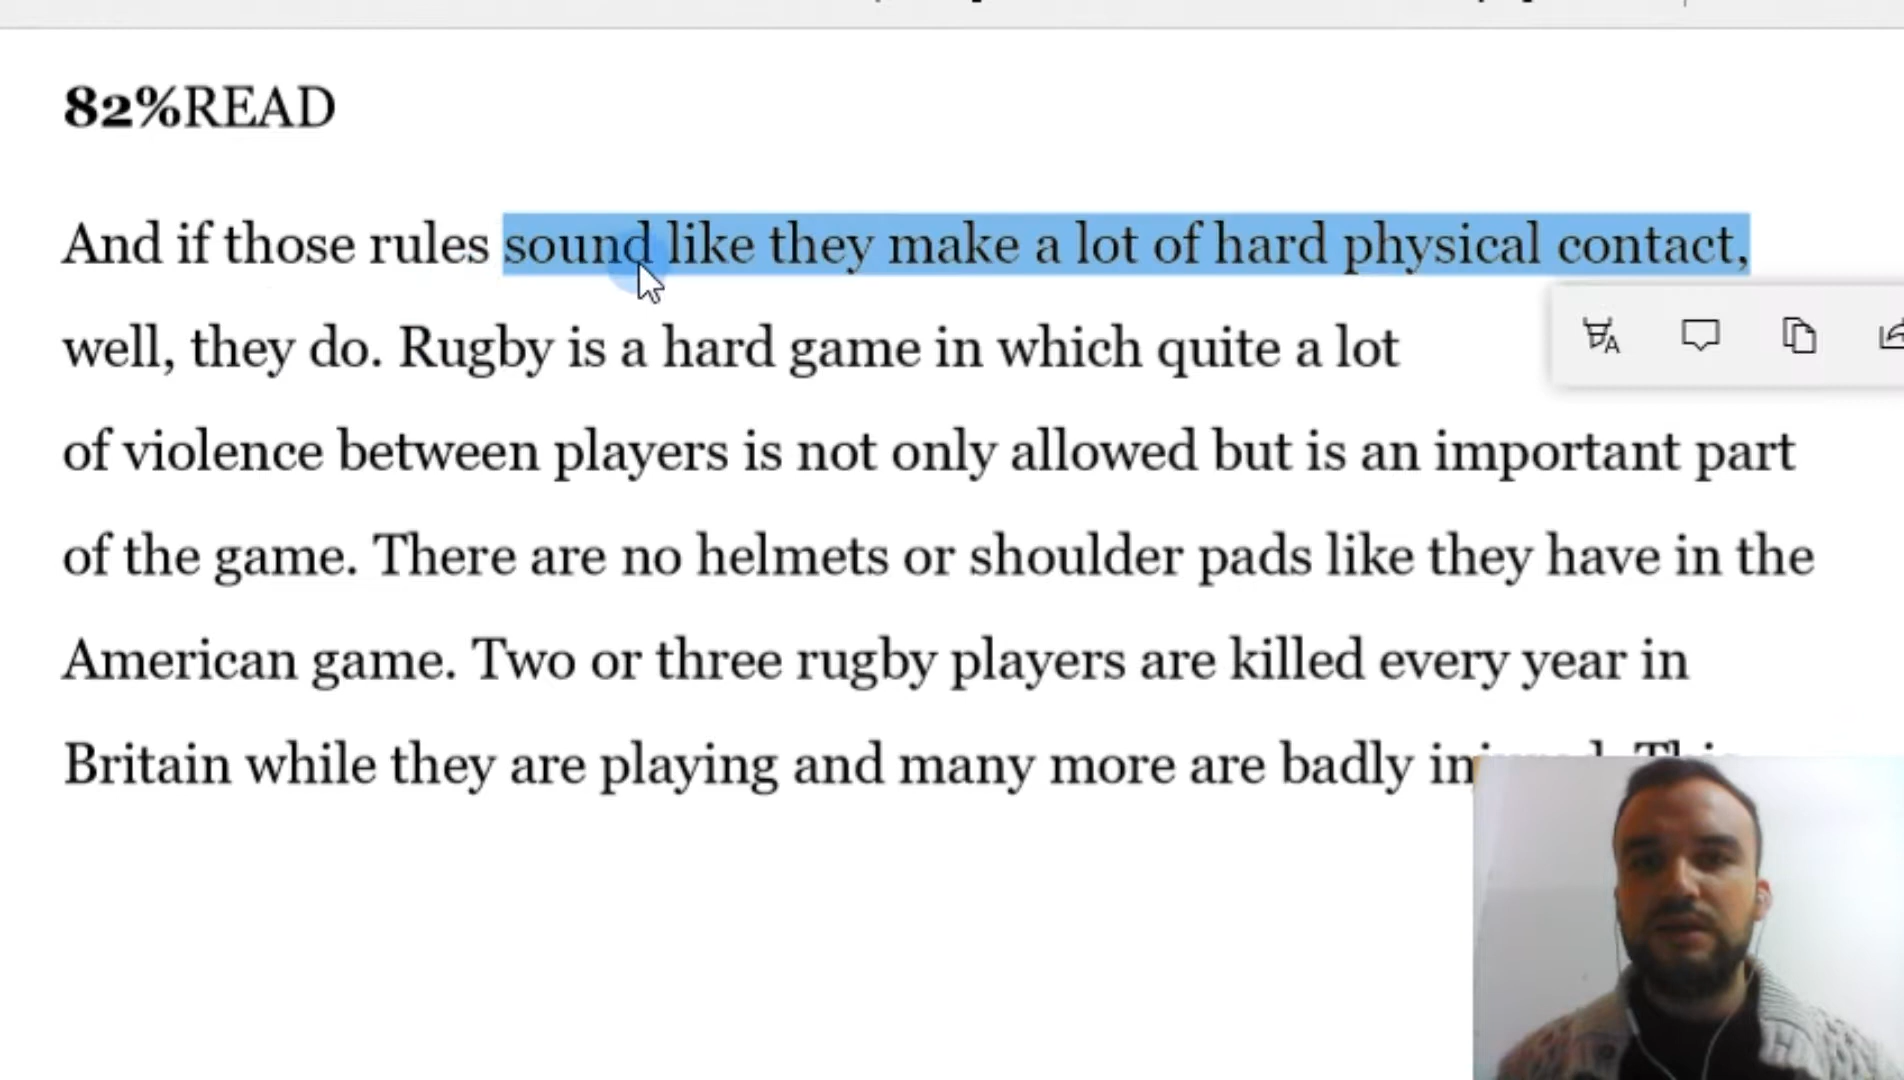 82%READ
And if those rules sound like they make a lot of hard physical contact,
well, they do. Rugby is a hard game in which quite a lot
of violence between players is not only allowed but is an important part
of the game. There are no helmets or shoulder pads like they have in the
American game. Two or three rugby players are killed every year in
Britain while they are playing and many more are badly